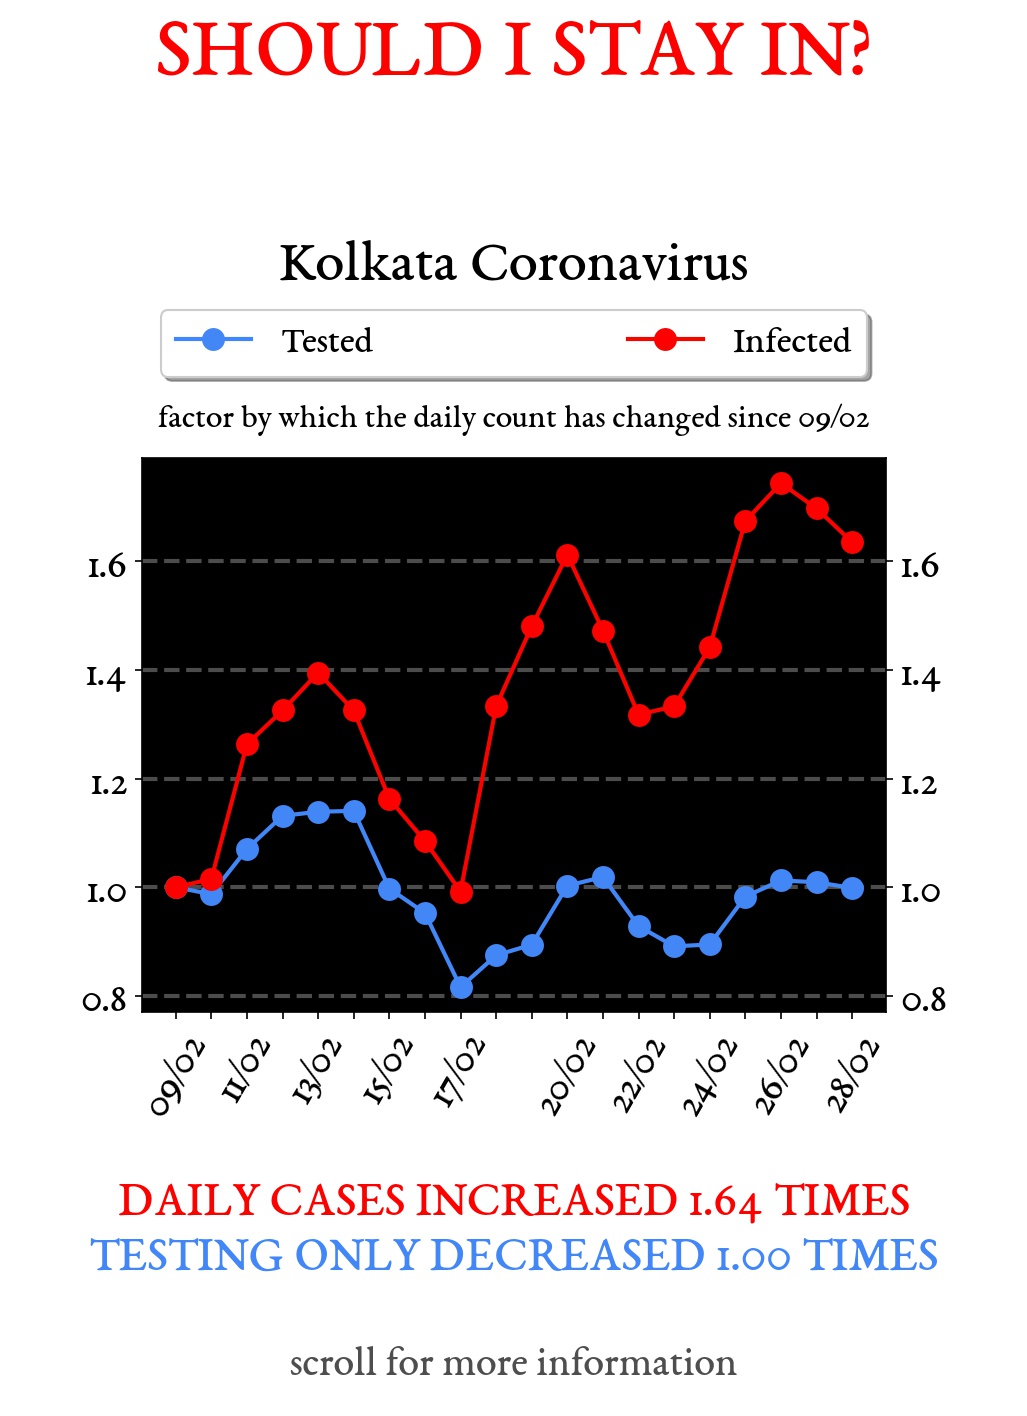 SHOULD I STAY IN?
Kolkata Coronavirus
Tested Infected
factor by which the daily count has changed since 09/02
1.6 1.6
1.4 1.4
1.2 1.2
1.0 1.0
0.8 0.8
09/02 11/02 13/02 15/02 17/02 20/02 22/02 24/02 26/02 28/02
DAILY CASES INCREASED 1.64 TIMES
TESTING ONLY DECREASED 1.00 TIMES
scroll for more information